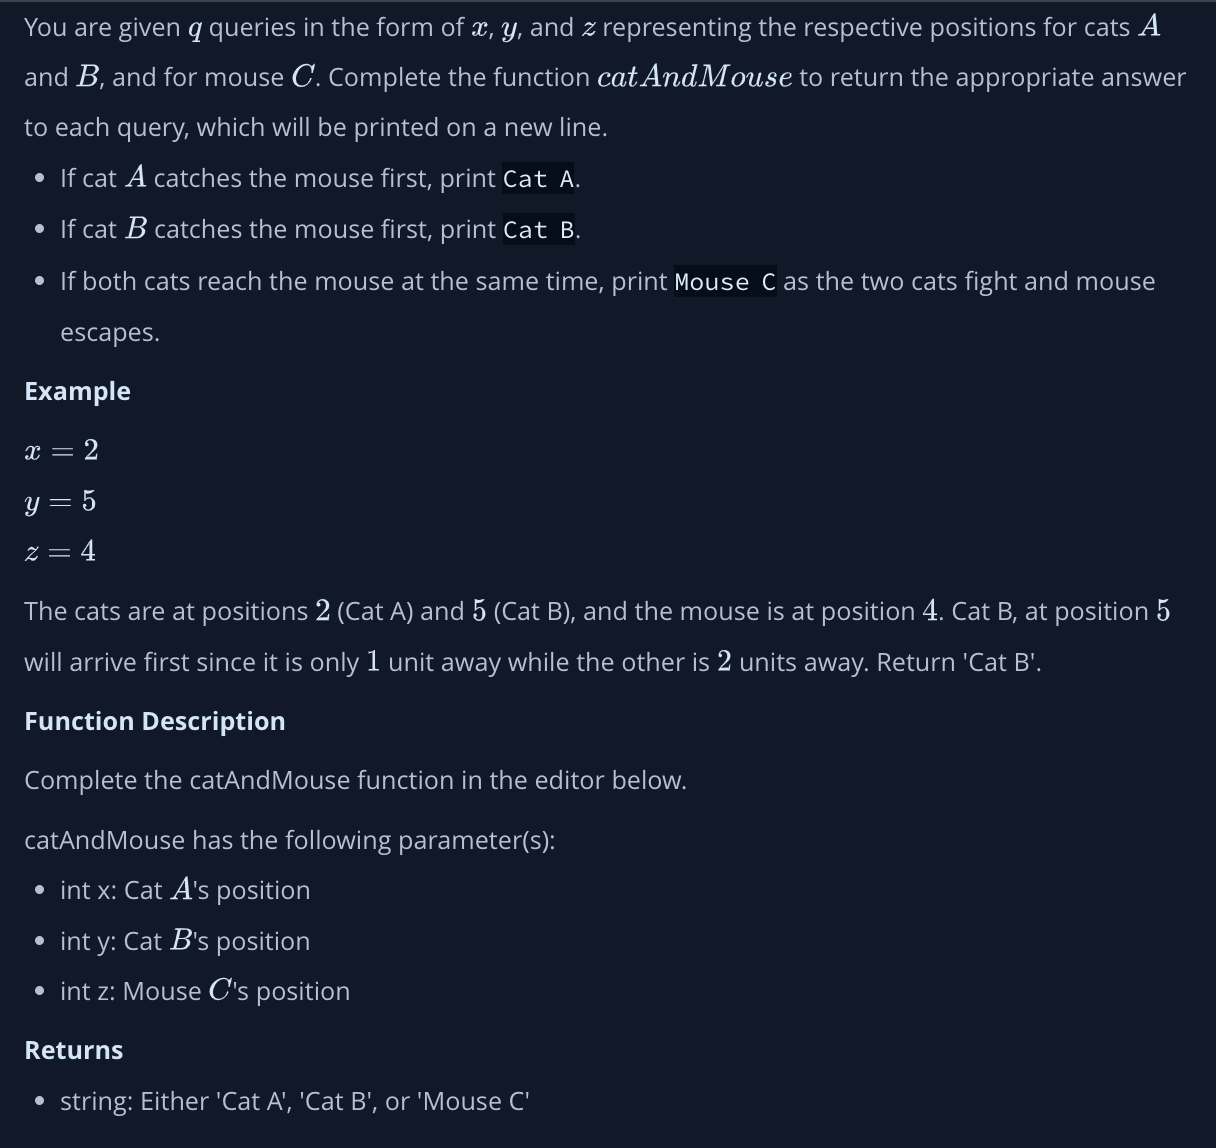 You are given q queries in the form of x, y, and z representing the respective positions for cats A
and B, and for mouse C. Complete the function catAndMouse to return the appropriate answer
to each query, which will be printed on a new line.
• If cat A catches the mouse first, print Cat A.
• If cat B catches the mouse first, print Cat B.
• If both cats reach the mouse at the same time, print Mouse C as the two cats fight and mouse
escapes.
Example
x = 2
y = 5
z = 4
The cats are at positions 2 (Cat A) and 5 (Cat B), and the mouse is at position 4. Cat B, at position 5
will arrive first since it is only 1 unit away while the other is 2 units away. Return 'Cat B'.
Function Description
Complete the catAndMouse function in the editor below.
catAndMouse has the following parameter(s):
• int x: Cat A's position
• int y: Cat B's position
• int z: Mouse C's position
Returns
• string: Either 'Cat A', 'Cat B', or 'Mouse C'